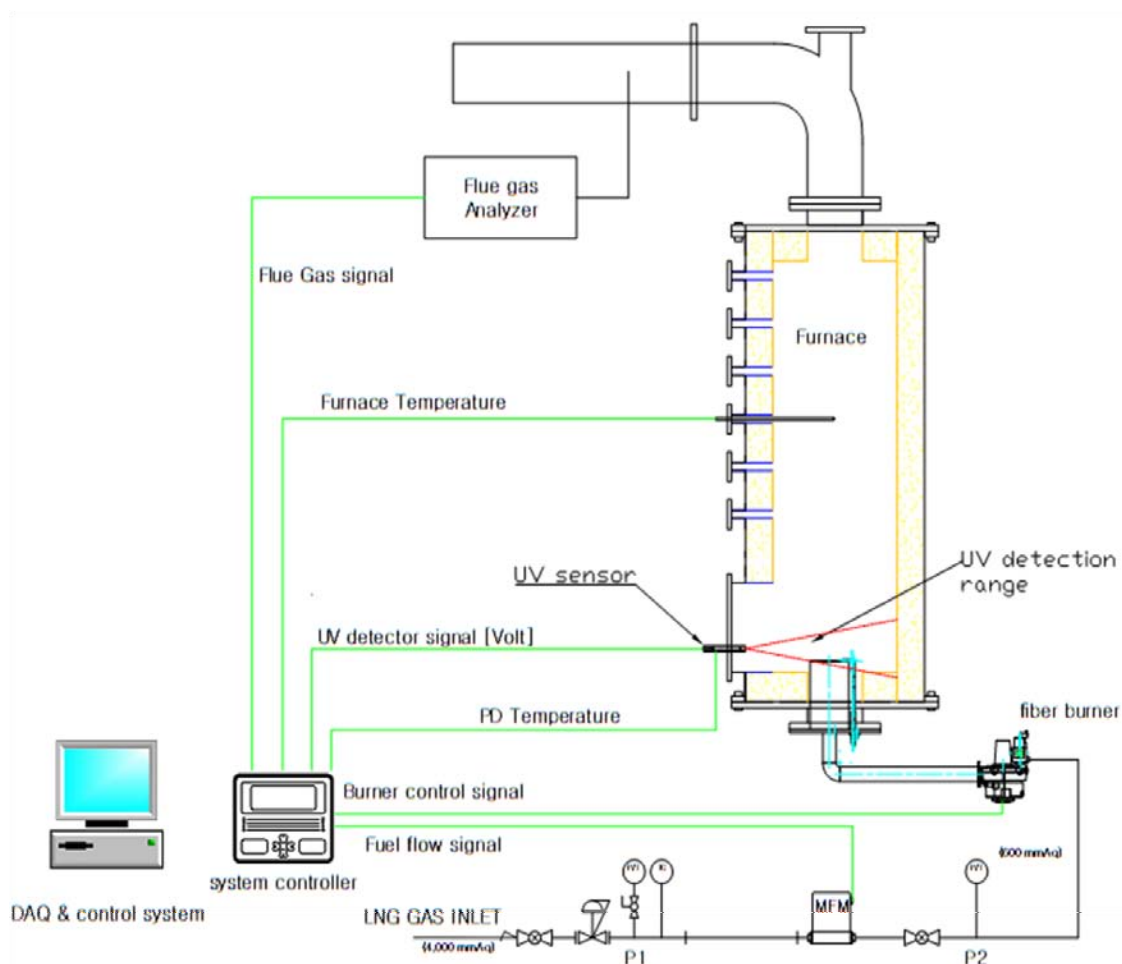 Flue gas
Analyzer
Flue Gas signal
Furnace
Furnace Temperature
UV sensor
UV detection
range
UV detector signal [Volt]
PD Temperature
fiber burner
Burner control signal
Fuel flow signal
(600 mmAq)
system controller
DAQ & control system
LNG GAS INLET
(4,000 mmAq)
MFM
P1
P2